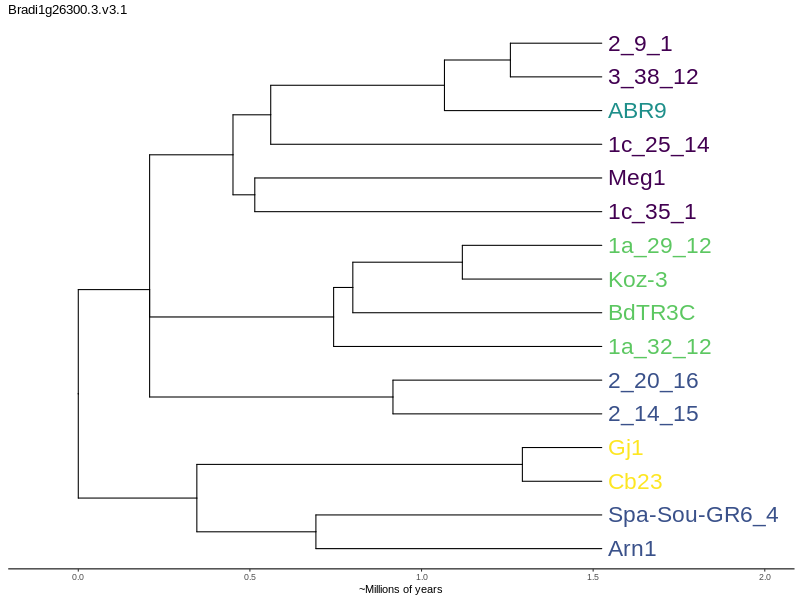 Bradi1g26300.3.v3.1
2_9_1
3_38_12
ABR9
1c_25_14
Meg1
1c_35_1
1a_29_12
Koz-3
BdTR3C
1a_32_12
2_20_16
2_14_15
Gj1
Cb23
Spa-Sou-GR6_4
Arn1
0.0 0.5 1.0 1.5 2.0
~Millions of years